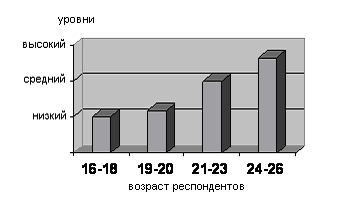 уровни
высокий
средний
низкий
16-18 19-20 21-23 24-26
возраст респондентов